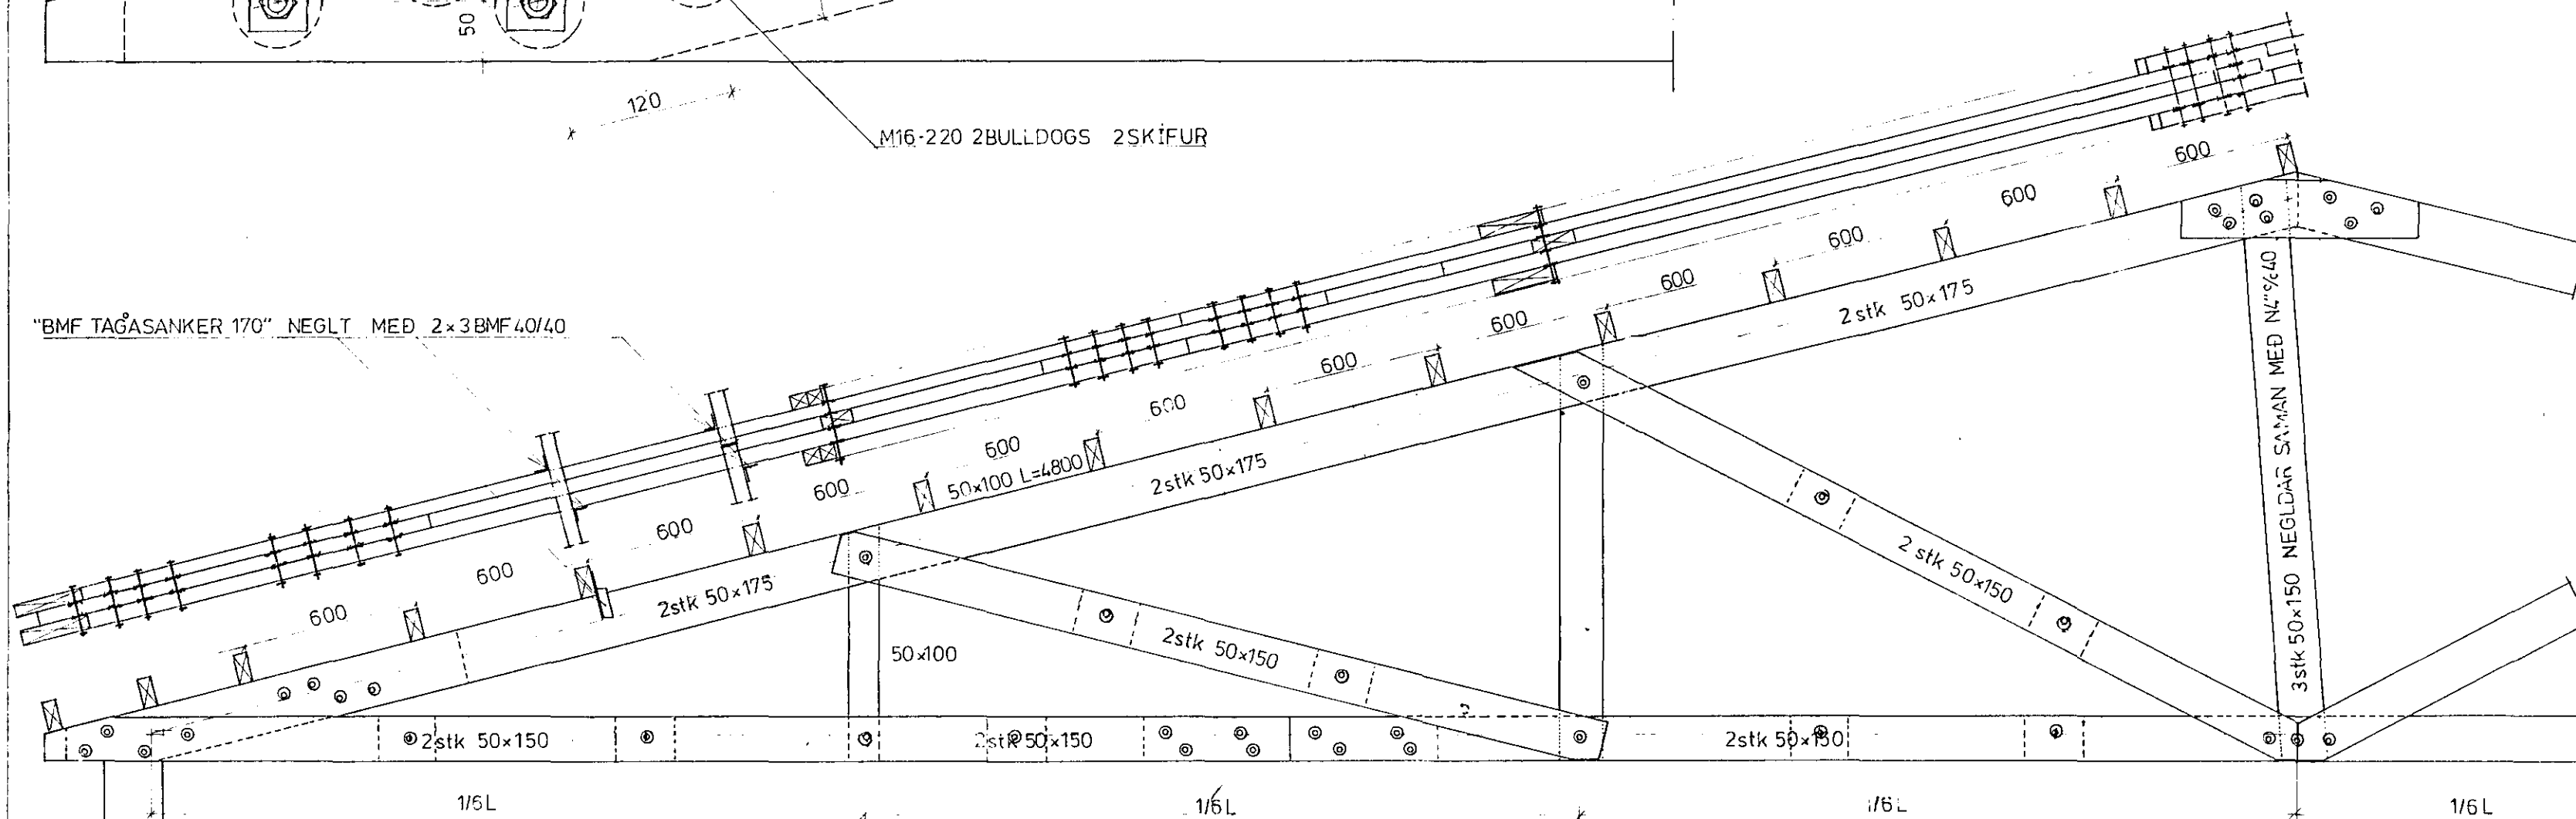 50
120
M16-220 2BULLDOGS 2SKÍFUR
"BMF TAGÅSANKER 170" NEGLT MEÐ 2×3BMF40/40
600
600
600
600
600
600
600
600
600
600
600
600
50×100 L=4800
2stk 50×175
2stk 50×175
2stk 50×175
50×100
2stk 50×150
2 stk 50×150
3stk 50×150 NEGLDAR SAMAN MEÐ N4" % 40
2stk 50×150
2stk 50×150
2stk 50×150
1/6L
1/6L
1/6L
1/6L